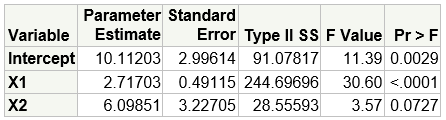 Variable Parameter Estimate Standard Error Type II SS F Value Pr > F
Intercept 10.11203 2.99614 91.07817 11.39 0.0029
X1 2.71703 0.49115 244.69696 30.60 <.0001
X2 6.09851 3.22705 28.55593 3.57 0.0727